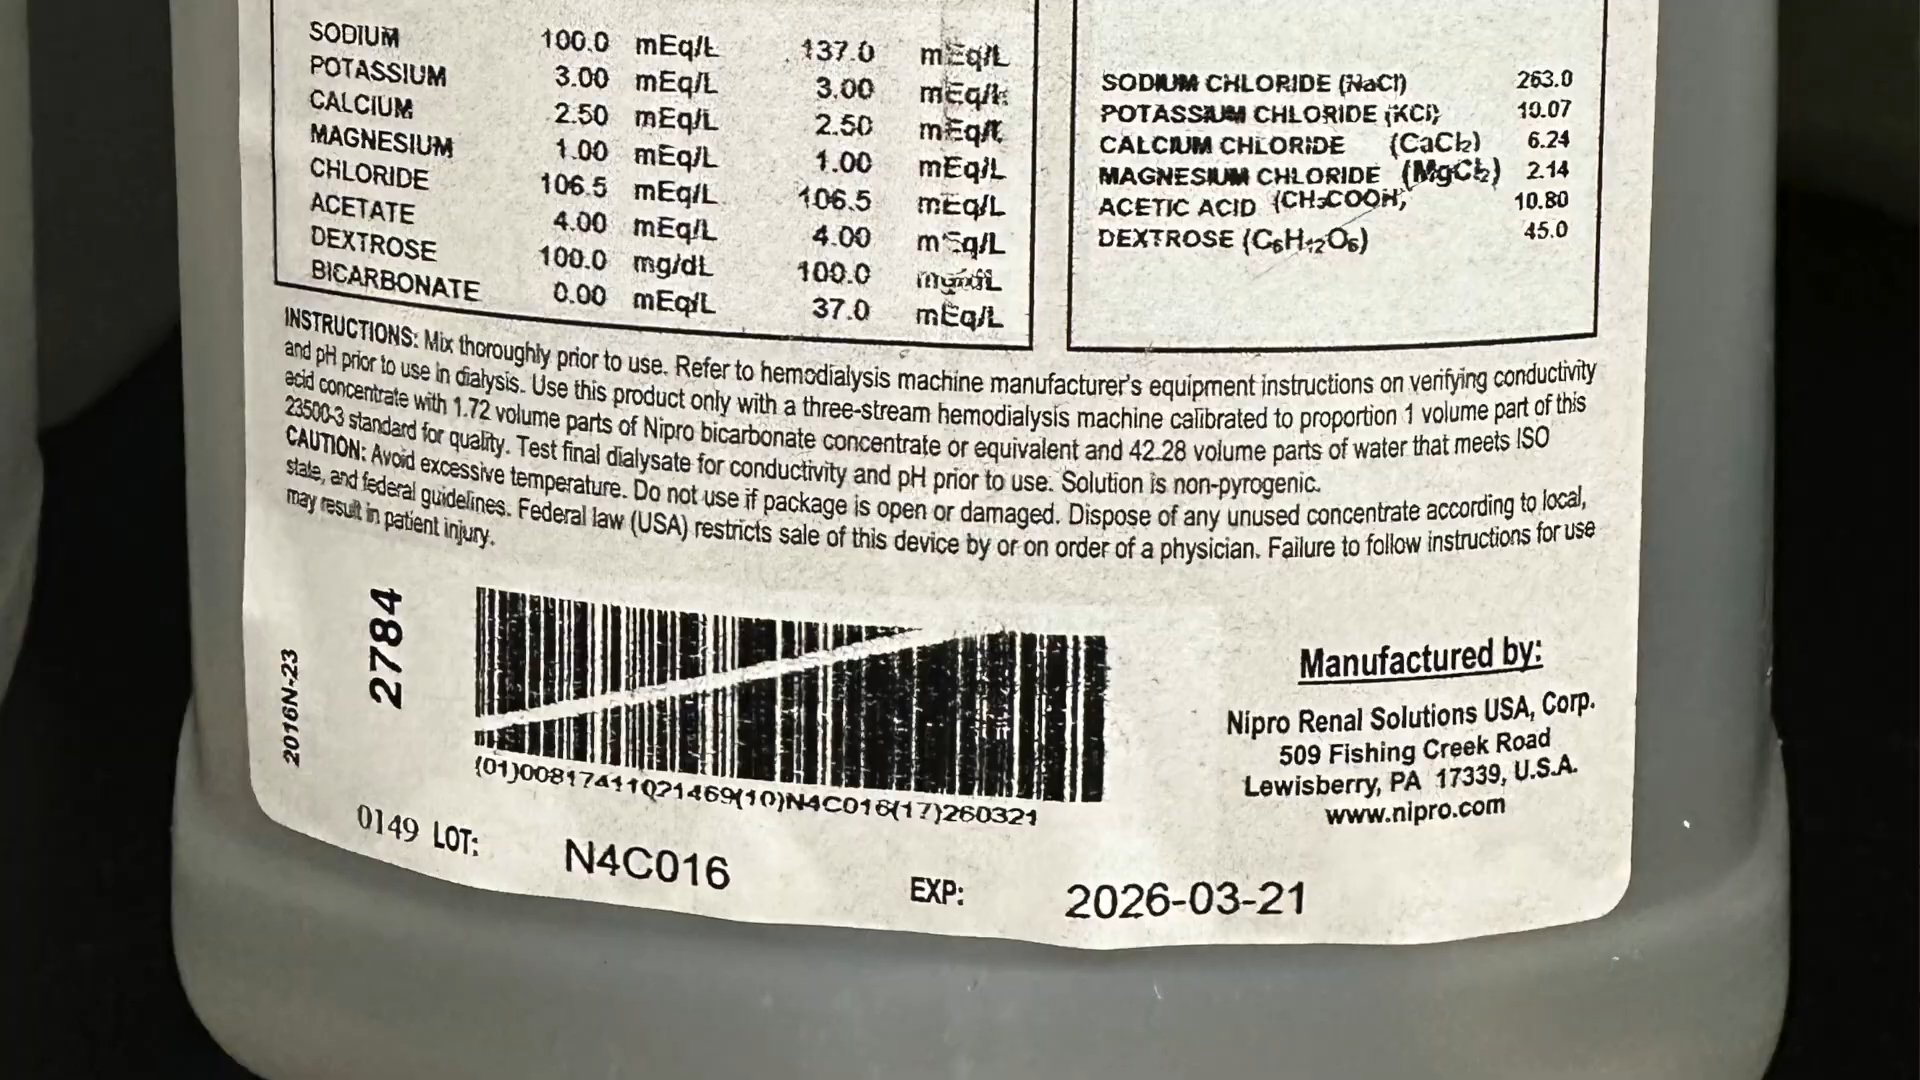 SODIUM 100.0 mEq/L 137.0 mEq/L
POTASSIUM 3.00 mEq/L 3.00 mEq/L
CALCIUM 2.50 mEq/L 2.50 mEq/L
MAGNESIUM 1.00 mEq/L 1.00 mEq/L
CHLORIDE 106.5 mEq/L 106.5 mEq/L
ACETATE 4.00 mEq/L 4.00 mEq/L
DEXTROSE 100.0 mg/dL 100.0 mg/dL
BICARBONATE 0.00 mEq/L 37.0 mEq/L
SODIUM CHLORIDE (NaCl) 263.0
POTASSIUM CHLORIDE (KCl) 10.07
CALCIUM CHLORIDE (CaCl₂) 6.24
MAGNESIUM CHLORIDE (MgCl₂) 2.14
ACETIC ACID (CH₃COOH) 10.80
DEXTROSE (C₆H₁₂O₆) 45.0
INSTRUCTIONS: Mix thoroughly prior to use. Refer to hemodialysis machine manufacturer's equipment instructions on verifying conductivity
and pH prior to use in dialysis. Use this product only with a three-stream hemodialysis machine calibrated to proportion 1 volume part of this
acid concentrate with 1.72 volume parts of Nipro bicarbonate concentrate or equivalent and 42.28 volume parts of water that meets ISO
23500-3 standard for quality. Test final dialysate for conductivity and pH prior to use. Solution is non-pyrogenic.
CAUTION: Avoid excessive temperature. Do not use if package is open or damaged. Dispose of any unused concentrate according to local,
state, and federal guidelines. Federal law (USA) restricts sale of this device by or on order of a physician. Failure to follow instructions for use
may result in patient injury.
2016N-23
2784
(01)00817411021469(10)N4C016(17)260321
0149 LOT: N4C016
EXP: 2026-03-21
Manufactured by:
Nipro Renal Solutions USA, Corp.
509 Fishing Creek Road
Lewisberry, PA 17339, U.S.A.
www.nipro.com